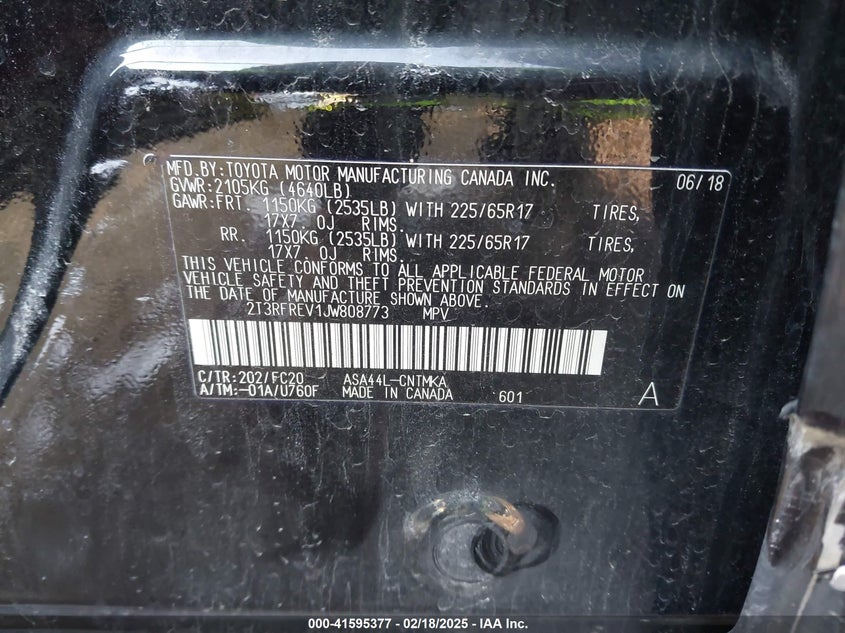 MFD.BY:TOYOTA MOTOR MANUFACTURING CANADA INC. 06/18
GVWR:2105KG (4640LB)
GAWR:FRT. 1150KG (2535LB) WITH 225/65R17 TIRES,
17X7. 0J RIMS.
RR. 1150KG (2535LB) WITH 225/65R17 TIRES,
17X7. 0J RIMS.
THIS VEHICLE CONFORMS TO ALL APPLICABLE FEDERAL MOTOR
VEHICLE SAFETY AND THEFT PREVENTION STANDARDS IN EFFECT ON
THE DATE OF MANUFACTURE SHOWN ABOVE.
2T3RFREV1JW808773 MPV
C/TR:202/FC20 ASA44L-CNTMKA
A/TM:-01A/U760F MADE IN CANADA 601 A
000-41595377 - 02/18/2025 - IAA Inc.